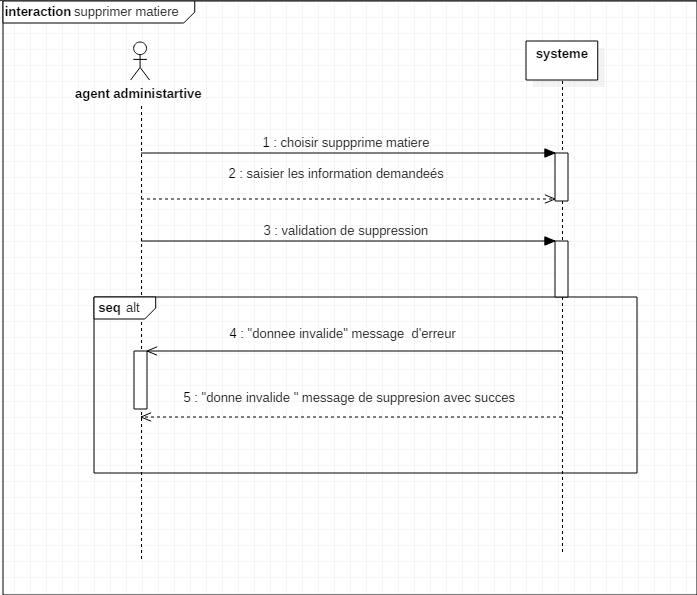 interaction supprimer matiere
systeme
agent administartive
1 : choisir suppprime matiere
2 : saisier les information demandeés
3 : validation de suppression
seq alt
4 : "donnee invalide" message d'erreur
5 : "donne invalide " message de suppresion avec succes